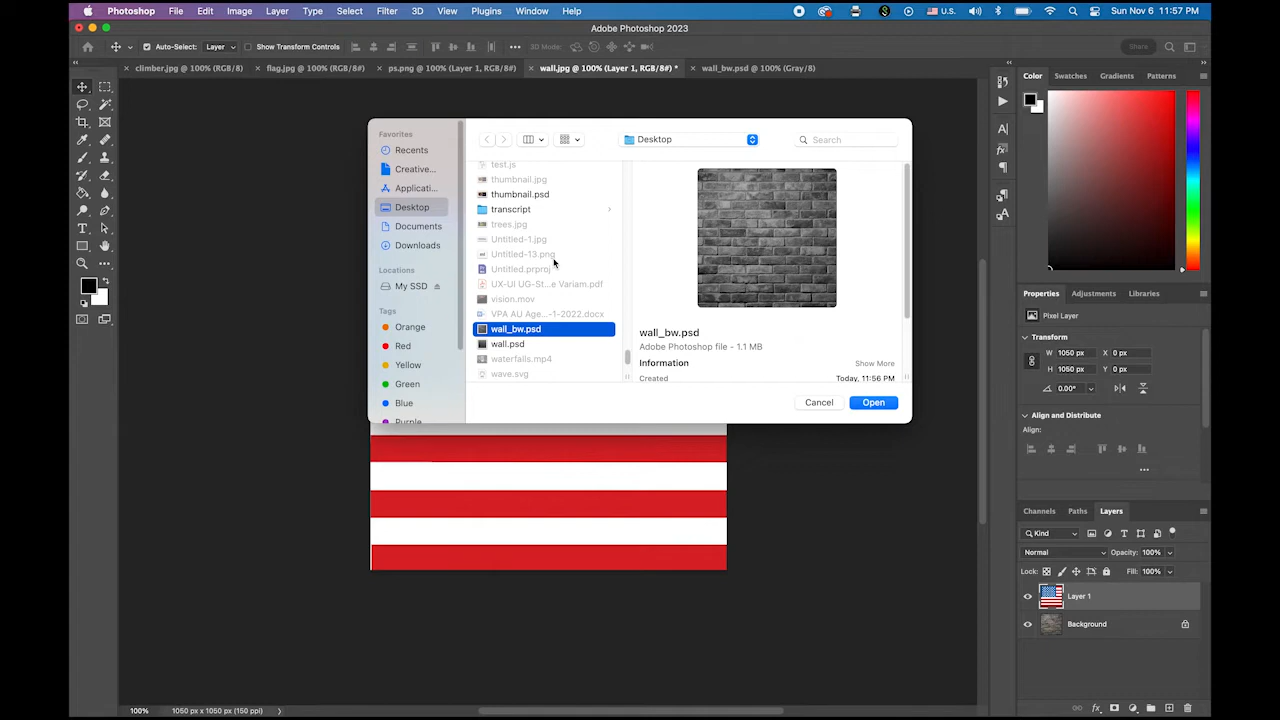 Photoshop File Edit Image Layer Type Select Filter 3D View Plugins Window Help U.S. Sun Nov 6 11:57 PM
Adobe Photoshop 2023
Auto-Select: Layer Show Transform Controls 3D Mode: Share
climber.jpg @ 100% (RGB/8) flag.jpg @ 100% (RGB/8#) ps.png @ 100% (Layer 1, RGB/8#) wall.jpg @ 100% (Layer 1, RGB/8#) * wall_bw.psd @ 100% (Gray/8)
Color Swatches Gradients Patterns
Favorites
Recents
Creative...
Applicati...
Desktop
Documents
Downloads
Locations
My SSD
Tags
Orange
Red
Yellow
Green
Blue
Purple
Desktop
Search
test.js
thumbnail.jpg
thumbnail.psd
transcript
trees.jpg
Untitled-1.jpg
Untitled-13.png
Untitled.prproj
UX-UI UG-St...e Variam.pdf
vision.mov
VPA AU Age...-1-2022.docx
wall_bw.psd
wall.psd
waterfalls.mp4
wave.svg
wall_bw.psd
Adobe Photoshop file - 1.1 MB
Information Show More
Created Today, 11:56 PM
Cancel Open
Properties Adjustments Libraries
Pixel Layer
Transform
W 1050 px X 0 px
H 1050 px Y 0 px
0.00°
Align and Distribute
Align:
Channels Paths Layers
Kind
Normal Opacity: 100%
Lock: Fill: 100%
Layer 1
Background
100% 1050 px x 1050 px (150 ppi)